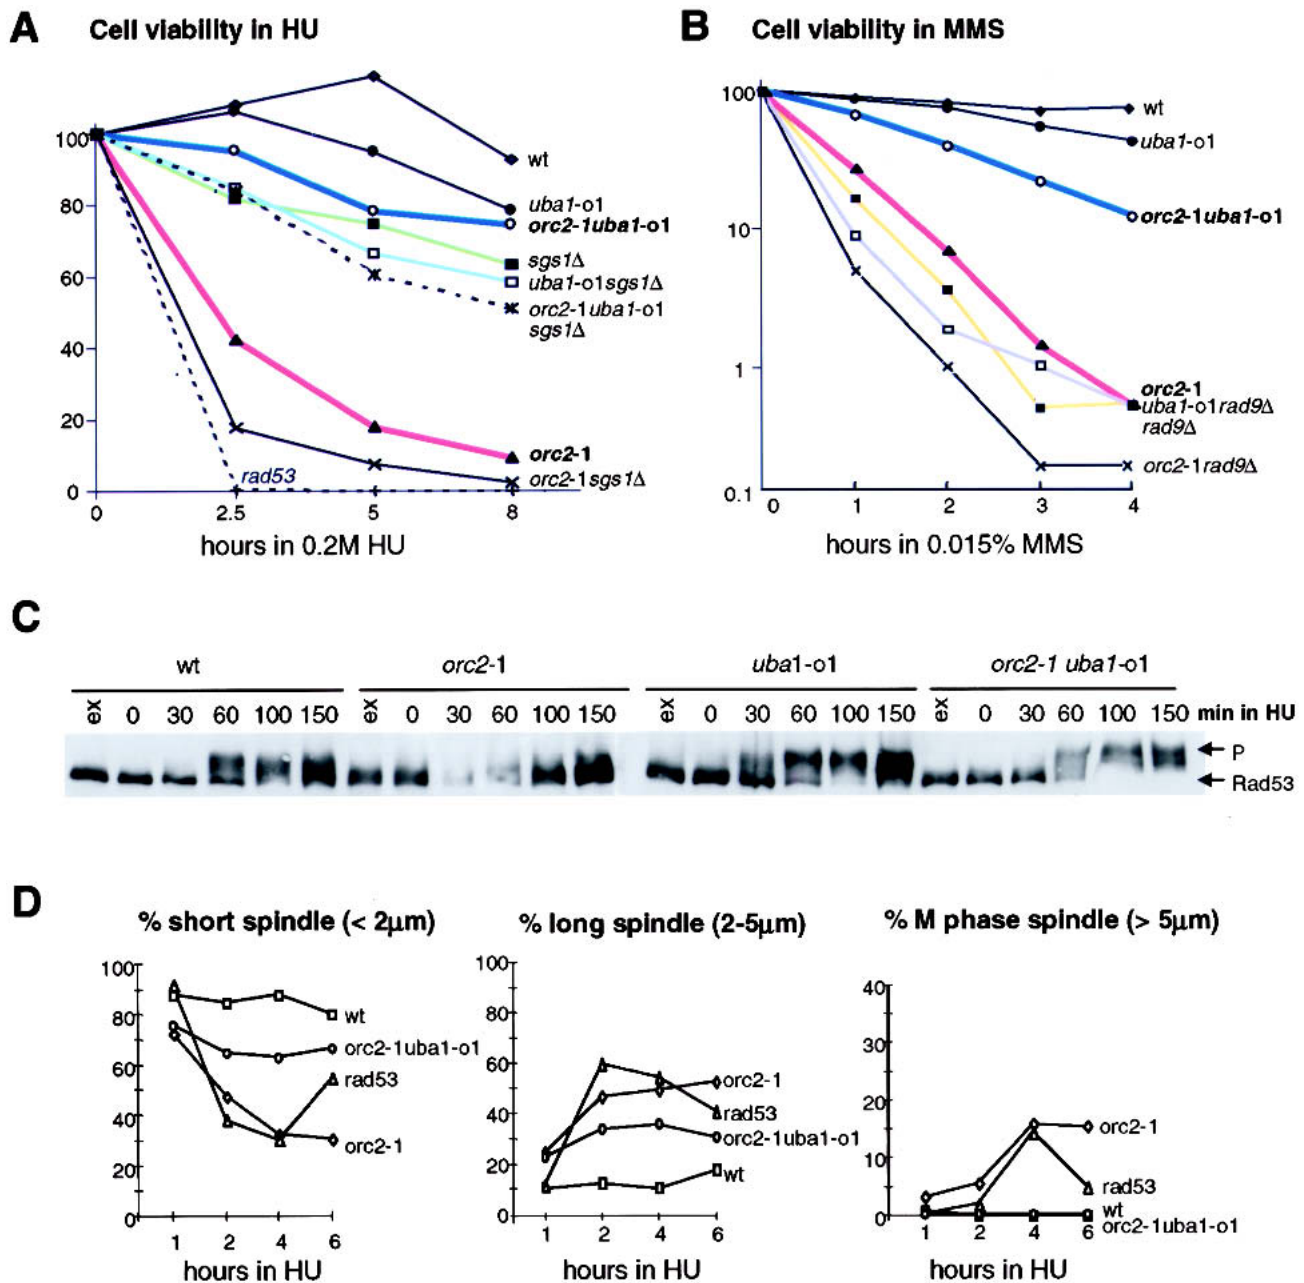 A Cell viability in HU
100
80
60
40
20
0
0 2.5 5 8
hours in 0.2M HU
wt
uba1-o1
orc2-1uba1-o1
sgs1Δ
uba1-o1sgs1Δ
orc2-1uba1-o1
sgs1Δ
orc2-1
orc2-1sgs1Δ
rad53
B Cell viability in MMS
100
10
1
0.1
0 1 2 3 4
hours in 0.015% MMS
wt
uba1-o1
orc2-1uba1-o1
orc2-1
uba1-o1rad9Δ
rad9Δ
orc2-1rad9Δ
C
wt orc2-1 uba1-o1 orc2-1 uba1-o1
ex 0 30 60 100 150 ex 0 30 60 100 150 ex 0 30 60 100 150 ex 0 30 60 100 150 min in HU
P
Rad53
D
% short spindle (< 2µm)
100
80
60
40
20
0
1 2 4 6
hours in HU
wt
orc2-1uba1-o1
rad53
orc2-1
% long spindle (2-5µm)
100
80
60
40
20
0
1 2 4 6
hours in HU
orc2-1
rad53
orc2-1uba1-o1
wt
% M phase spindle (> 5µm)
40
30
20
10
0
1 2 4 6
hours in HU
orc2-1
rad53
wt
orc2-1uba1-o1